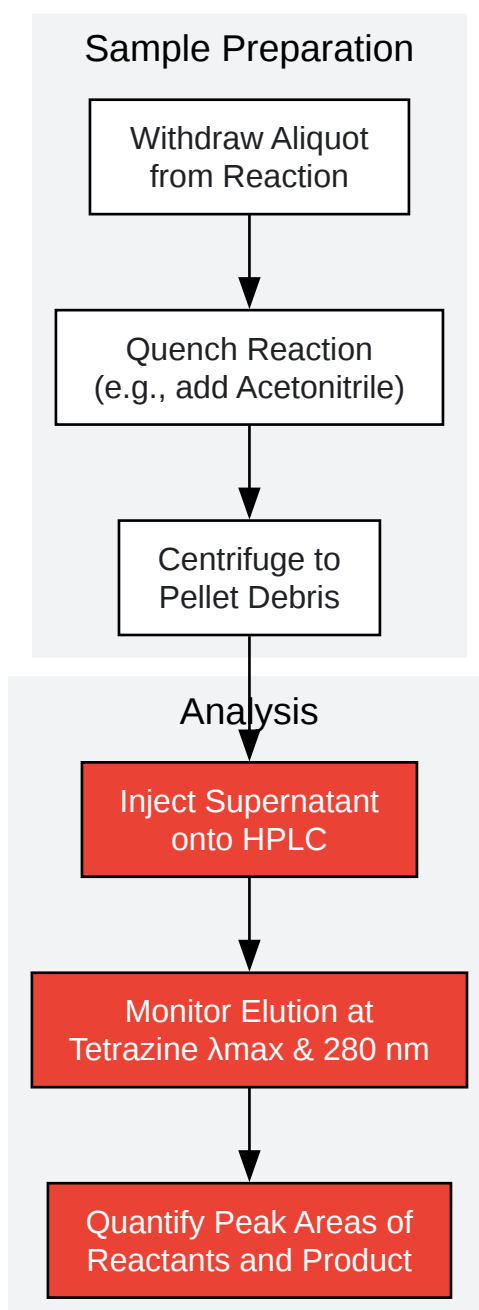 Sample Preparation
Withdraw Aliquot
from Reaction
Quench Reaction
(e.g., add Acetonitrile)
Centrifuge to
Pellet Debris
Analysis
Inject Supernatant
onto HPLC
Monitor Elution at
Tetrazine λmax & 280 nm
Quantify Peak Areas of
Reactants and Product